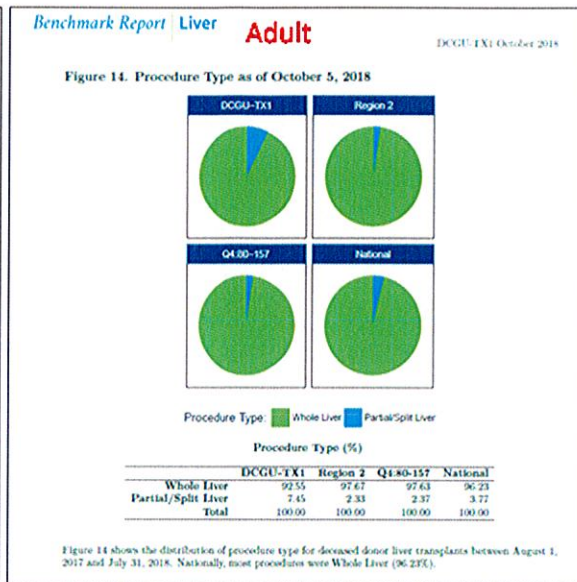 Benchmark Report | Liver
Adult
DCGU-TX1 October 2018
Figure 14. Procedure Type as of October 5, 2018
DCGU-TX1
Region 2
Q4:80-157
National
Procedure Type: Whole Liver Partial/Split Liver
Procedure Type (%)
DCGU-TX1 Region 2 Q4:80-157 National
Whole Liver 92.55 97.67 97.63 96.23
Partial/Split Liver 7.45 2.33 2.37 3.77
Total 100.00 100.00 100.00 100.00
Figure 14 shows the distribution of procedure type for deceased donor liver transplants between August 1,
2017 and July 31, 2018. Nationally, most procedures were Whole Liver (96.23%).